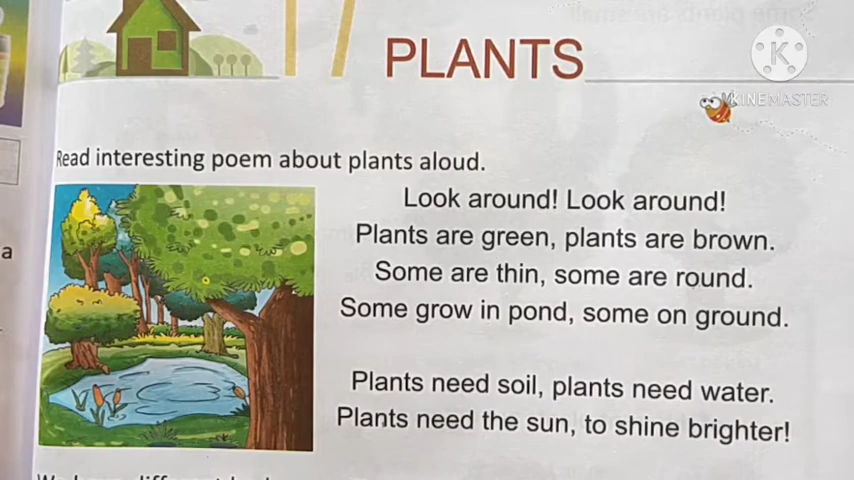 17
PLANTS
K
KINEMASTER
Read interesting poem about plants aloud.
Look around! Look around!
Plants are green, plants are brown.
Some are thin, some are round.
Some grow in pond, some on ground.
Plants need soil, plants need water.
Plants need the sun, to shine brighter!
a